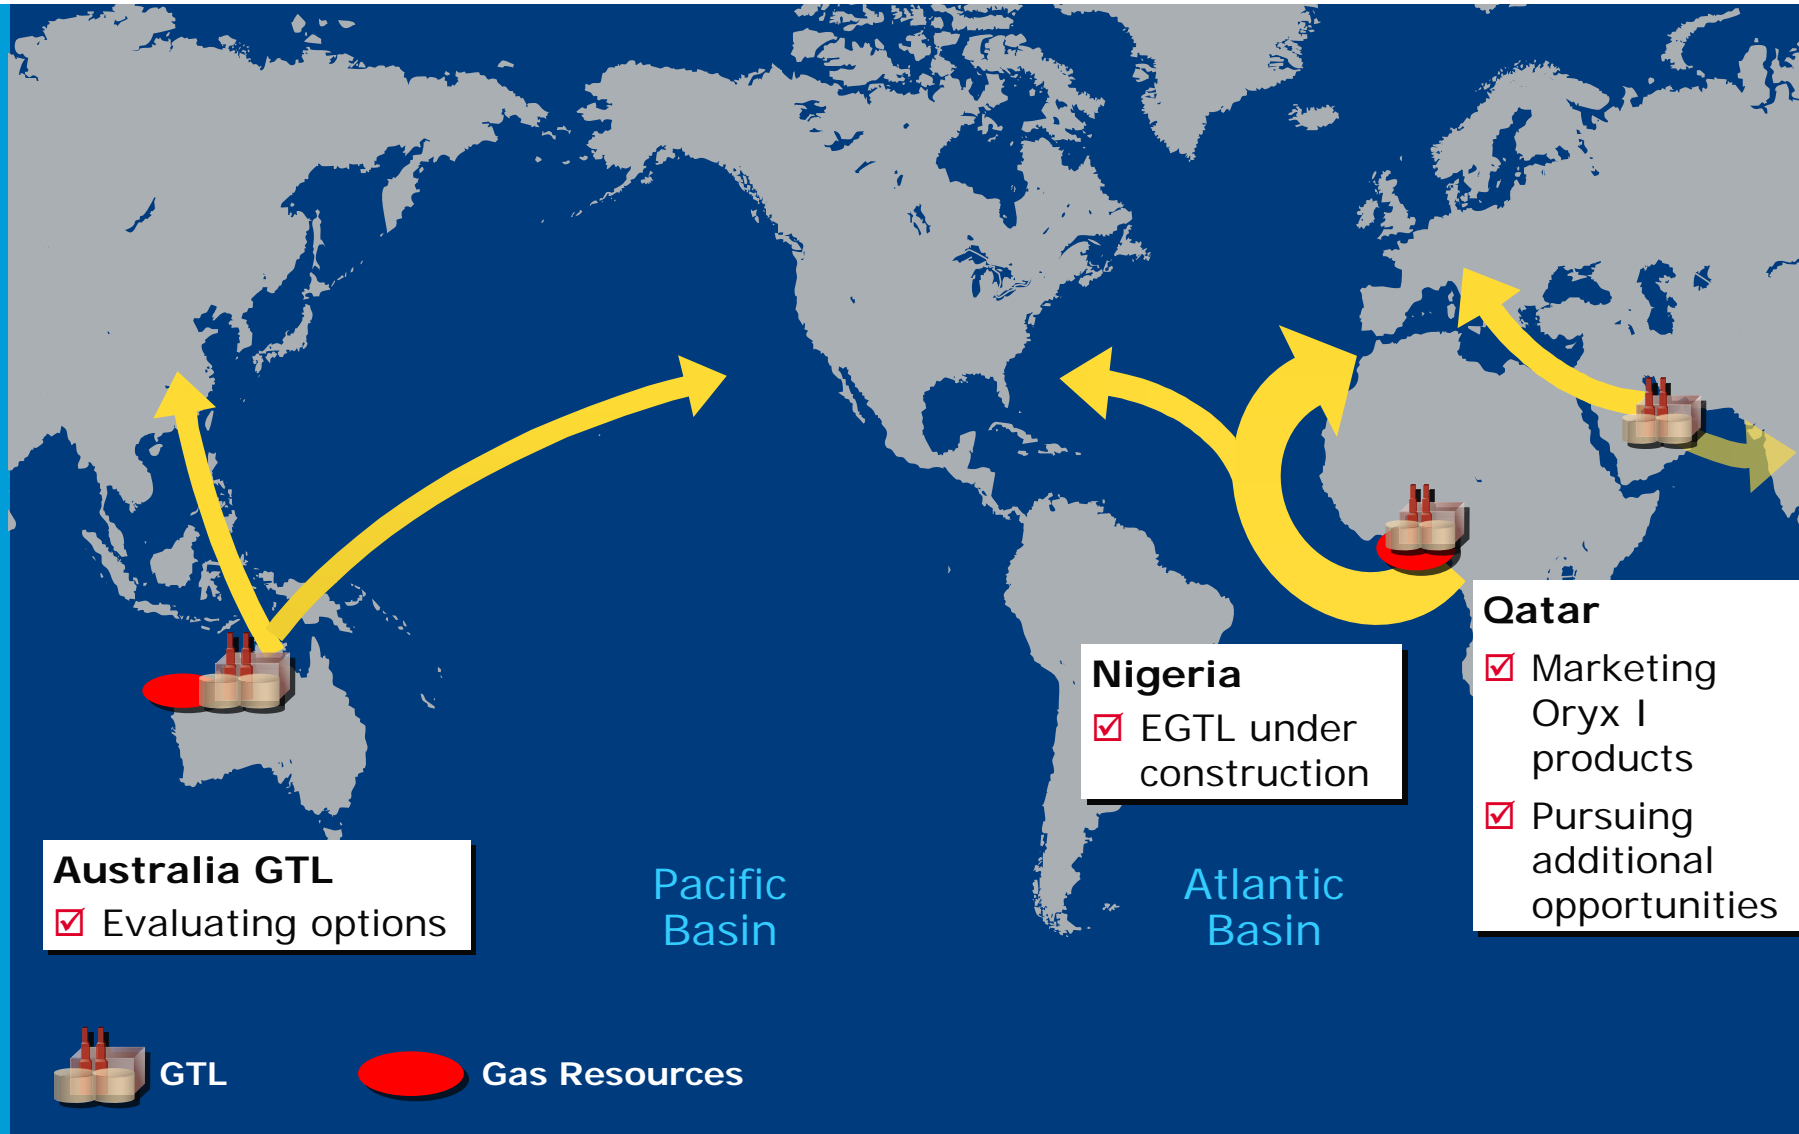 Qatar
Marketing
Oryx I
products
Pursuing
additional
opportunities
Nigeria
EGTL under
construction
Australia GTL
Evaluating options
Pacific
Basin
Atlantic
Basin
GTL
Gas Resources